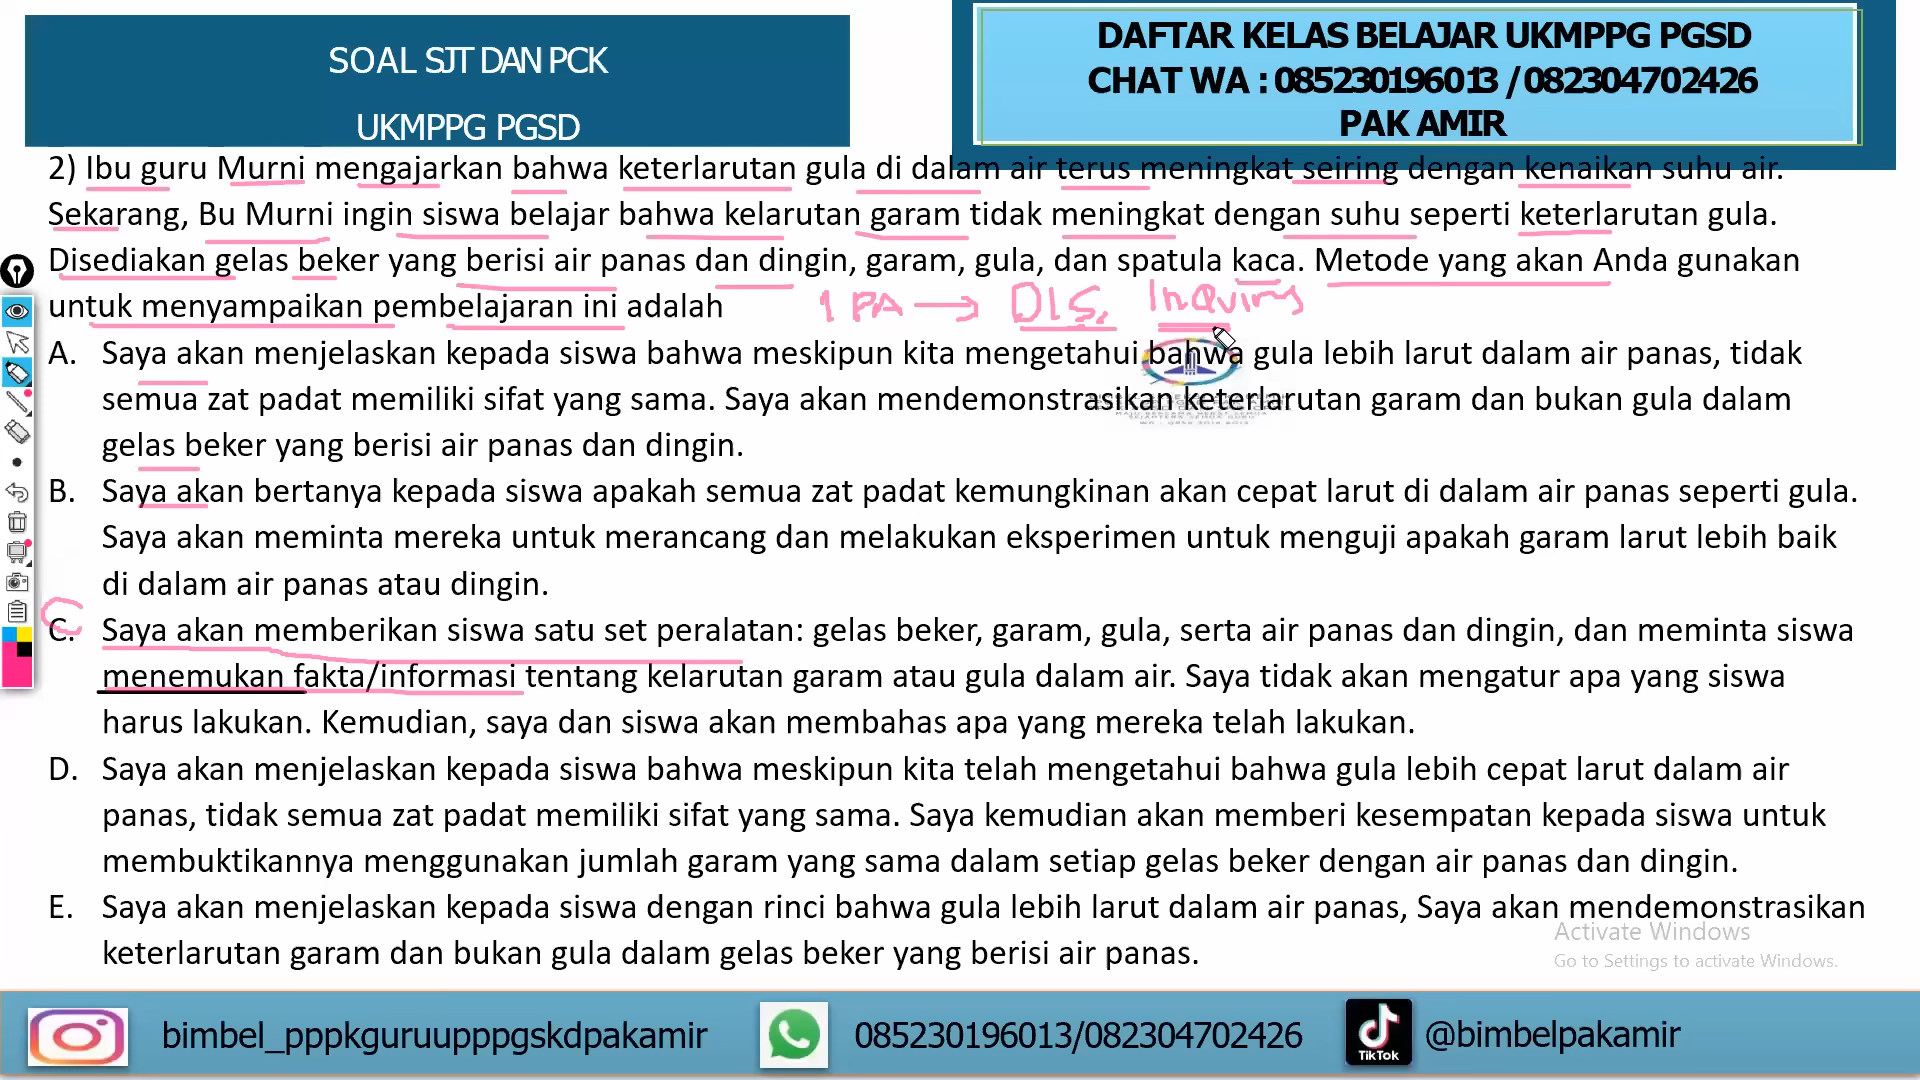 SOAL SJT DAN PCK
UKMPPG PGSD
DAFTAR KELAS BELAJAR UKMPPG PGSD
CHAT WA : 085230196013 / 082304702426
PAK AMIR
2) Ibu guru Murni mengajarkan bahwa keterlarutan gula di dalam air terus meningkat seiring dengan kenaikan suhu air.
Sekarang, Bu Murni ingin siswa belajar bahwa kelarutan garam tidak meningkat dengan suhu seperti keterlarutan gula.
Disediakan gelas beker yang berisi air panas dan dingin, garam, gula, dan spatula kaca. Metode yang akan Anda gunakan
untuk menyampaikan pembelajaran ini adalah
IPA → DIS. Inquiry
A. Saya akan menjelaskan kepada siswa bahwa meskipun kita mengetahui bahwa gula lebih larut dalam air panas, tidak
semua zat padat memiliki sifat yang sama. Saya akan mendemonstrasikan keterlarutan garam dan bukan gula dalam
gelas beker yang berisi air panas dan dingin.
B. Saya akan bertanya kepada siswa apakah semua zat padat kemungkinan akan cepat larut di dalam air panas seperti gula.
Saya akan meminta mereka untuk merancang dan melakukan eksperimen untuk menguji apakah garam larut lebih baik
di dalam air panas atau dingin.
C. Saya akan memberikan siswa satu set peralatan: gelas beker, garam, gula, serta air panas dan dingin, dan meminta siswa
menemukan fakta/informasi tentang kelarutan garam atau gula dalam air. Saya tidak akan mengatur apa yang siswa
harus lakukan. Kemudian, saya dan siswa akan membahas apa yang mereka telah lakukan.
D. Saya akan menjelaskan kepada siswa bahwa meskipun kita telah mengetahui bahwa gula lebih cepat larut dalam air
panas, tidak semua zat padat memiliki sifat yang sama. Saya kemudian akan memberi kesempatan kepada siswa untuk
membuktikannya menggunakan jumlah garam yang sama dalam setiap gelas beker dengan air panas dan dingin.
E. Saya akan menjelaskan kepada siswa dengan rinci bahwa gula lebih larut dalam air panas, Saya akan mendemonstrasikan
keterlarutan garam dan bukan gula dalam gelas beker yang berisi air panas.
Activate Windows
Go to Settings to activate Windows.
bimbel_pppkguruupppgskdpakamir
085230196013/082304702426
TikTok
@bimbelpakamir